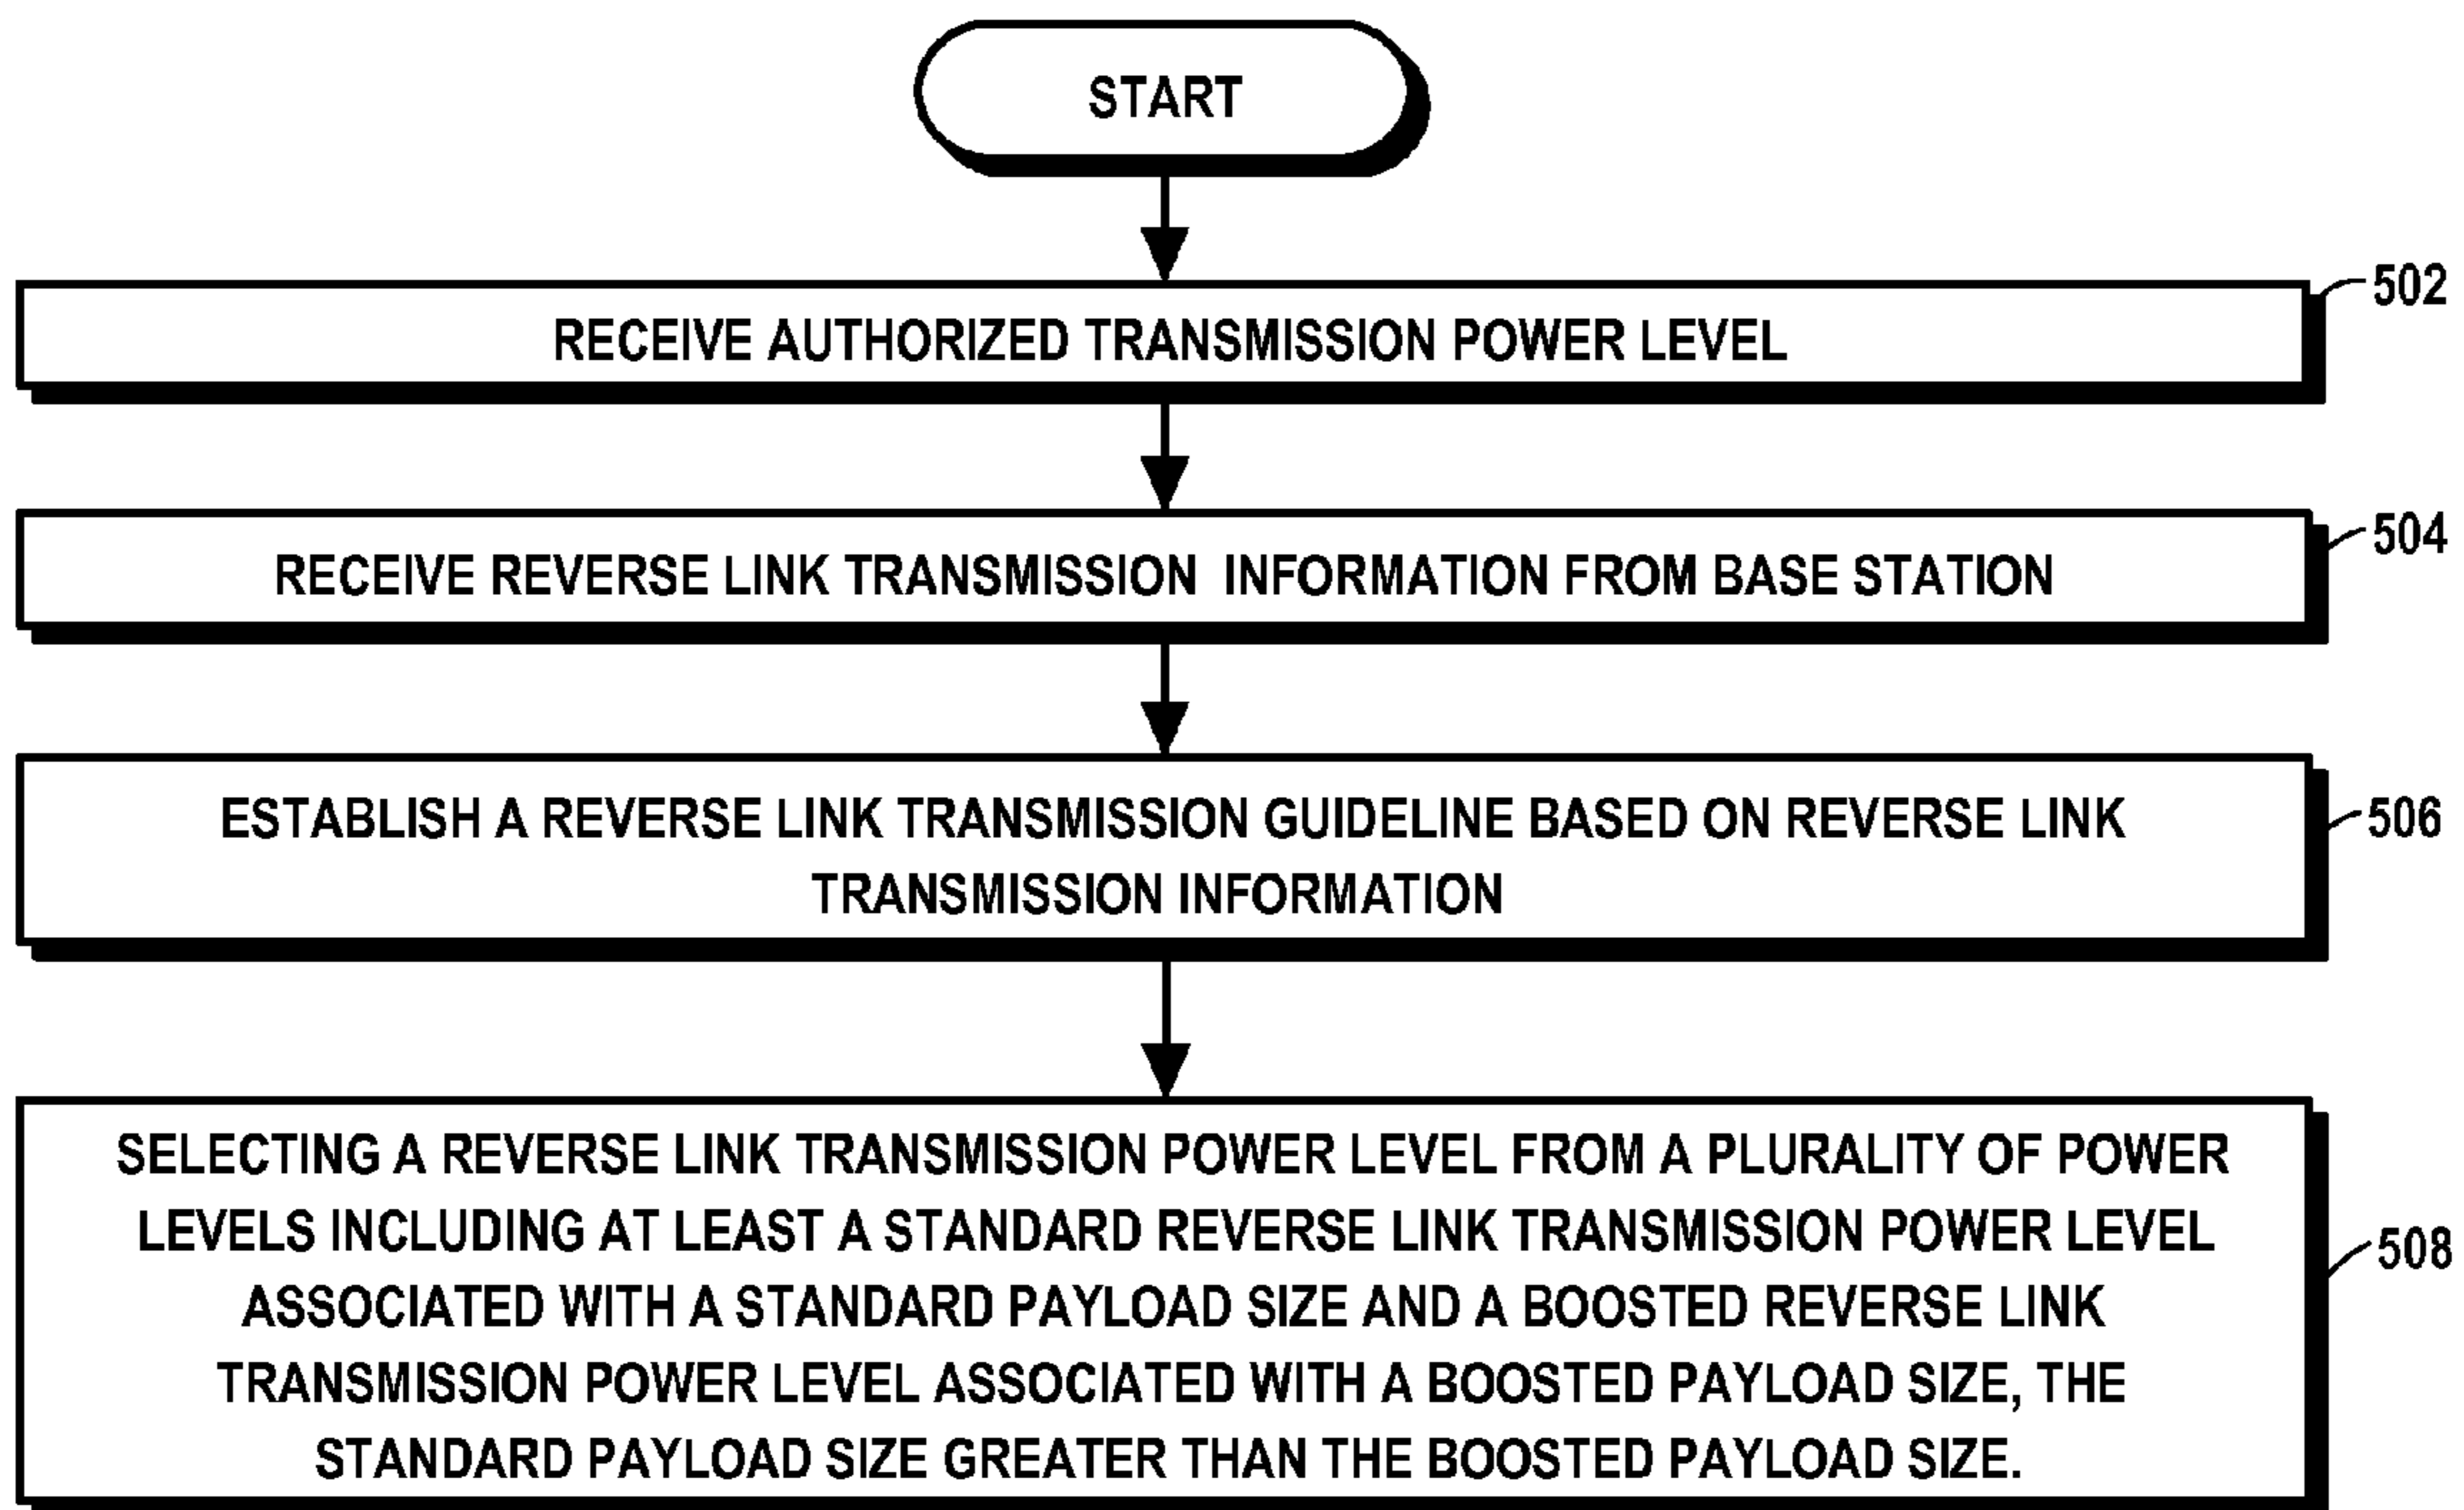 START
502
RECEIVE AUTHORIZED TRANSMISSION POWER LEVEL
504
RECEIVE REVERSE LINK TRANSMISSION INFORMATION FROM BASE STATION
506
ESTABLISH A REVERSE LINK TRANSMISSION GUIDELINE BASED ON REVERSE LINK
TRANSMISSION INFORMATION
508
SELECTING A REVERSE LINK TRANSMISSION POWER LEVEL FROM A PLURALITY OF POWER
LEVELS INCLUDING AT LEAST A STANDARD REVERSE LINK TRANSMISSION POWER LEVEL
ASSOCIATED WITH A STANDARD PAYLOAD SIZE AND A BOOSTED REVERSE LINK
TRANSMISSION POWER LEVEL ASSOCIATED WITH A BOOSTED PAYLOAD SIZE, THE
STANDARD PAYLOAD SIZE GREATER THAN THE BOOSTED PAYLOAD SIZE.